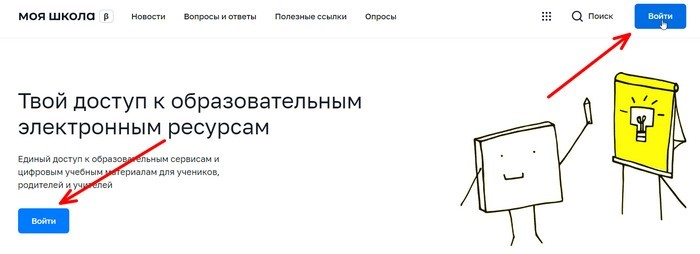 моя школа β Новости Вопросы и ответы Полезные ссылки Опросы Поиск Войти
Твой доступ к образовательным
электронным ресурсам
Единый доступ к образовательным сервисам и
цифровым учебным материалам для учеников,
родителей и учителей
Войти